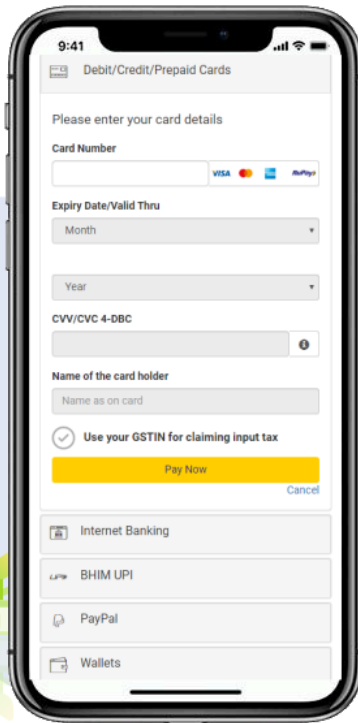 9:41
Debit/Credit/Prepaid Cards
Please enter your card details
Card Number
VISA RuPay
Expiry Date/Valid Thru
Month
Year
CVV/CVC 4-DBC
Name of the card holder
Name as on card
Use your GSTIN for claiming input tax
Pay Now
Cancel
Internet Banking
UPI BHIM UPI
PayPal
Wallets